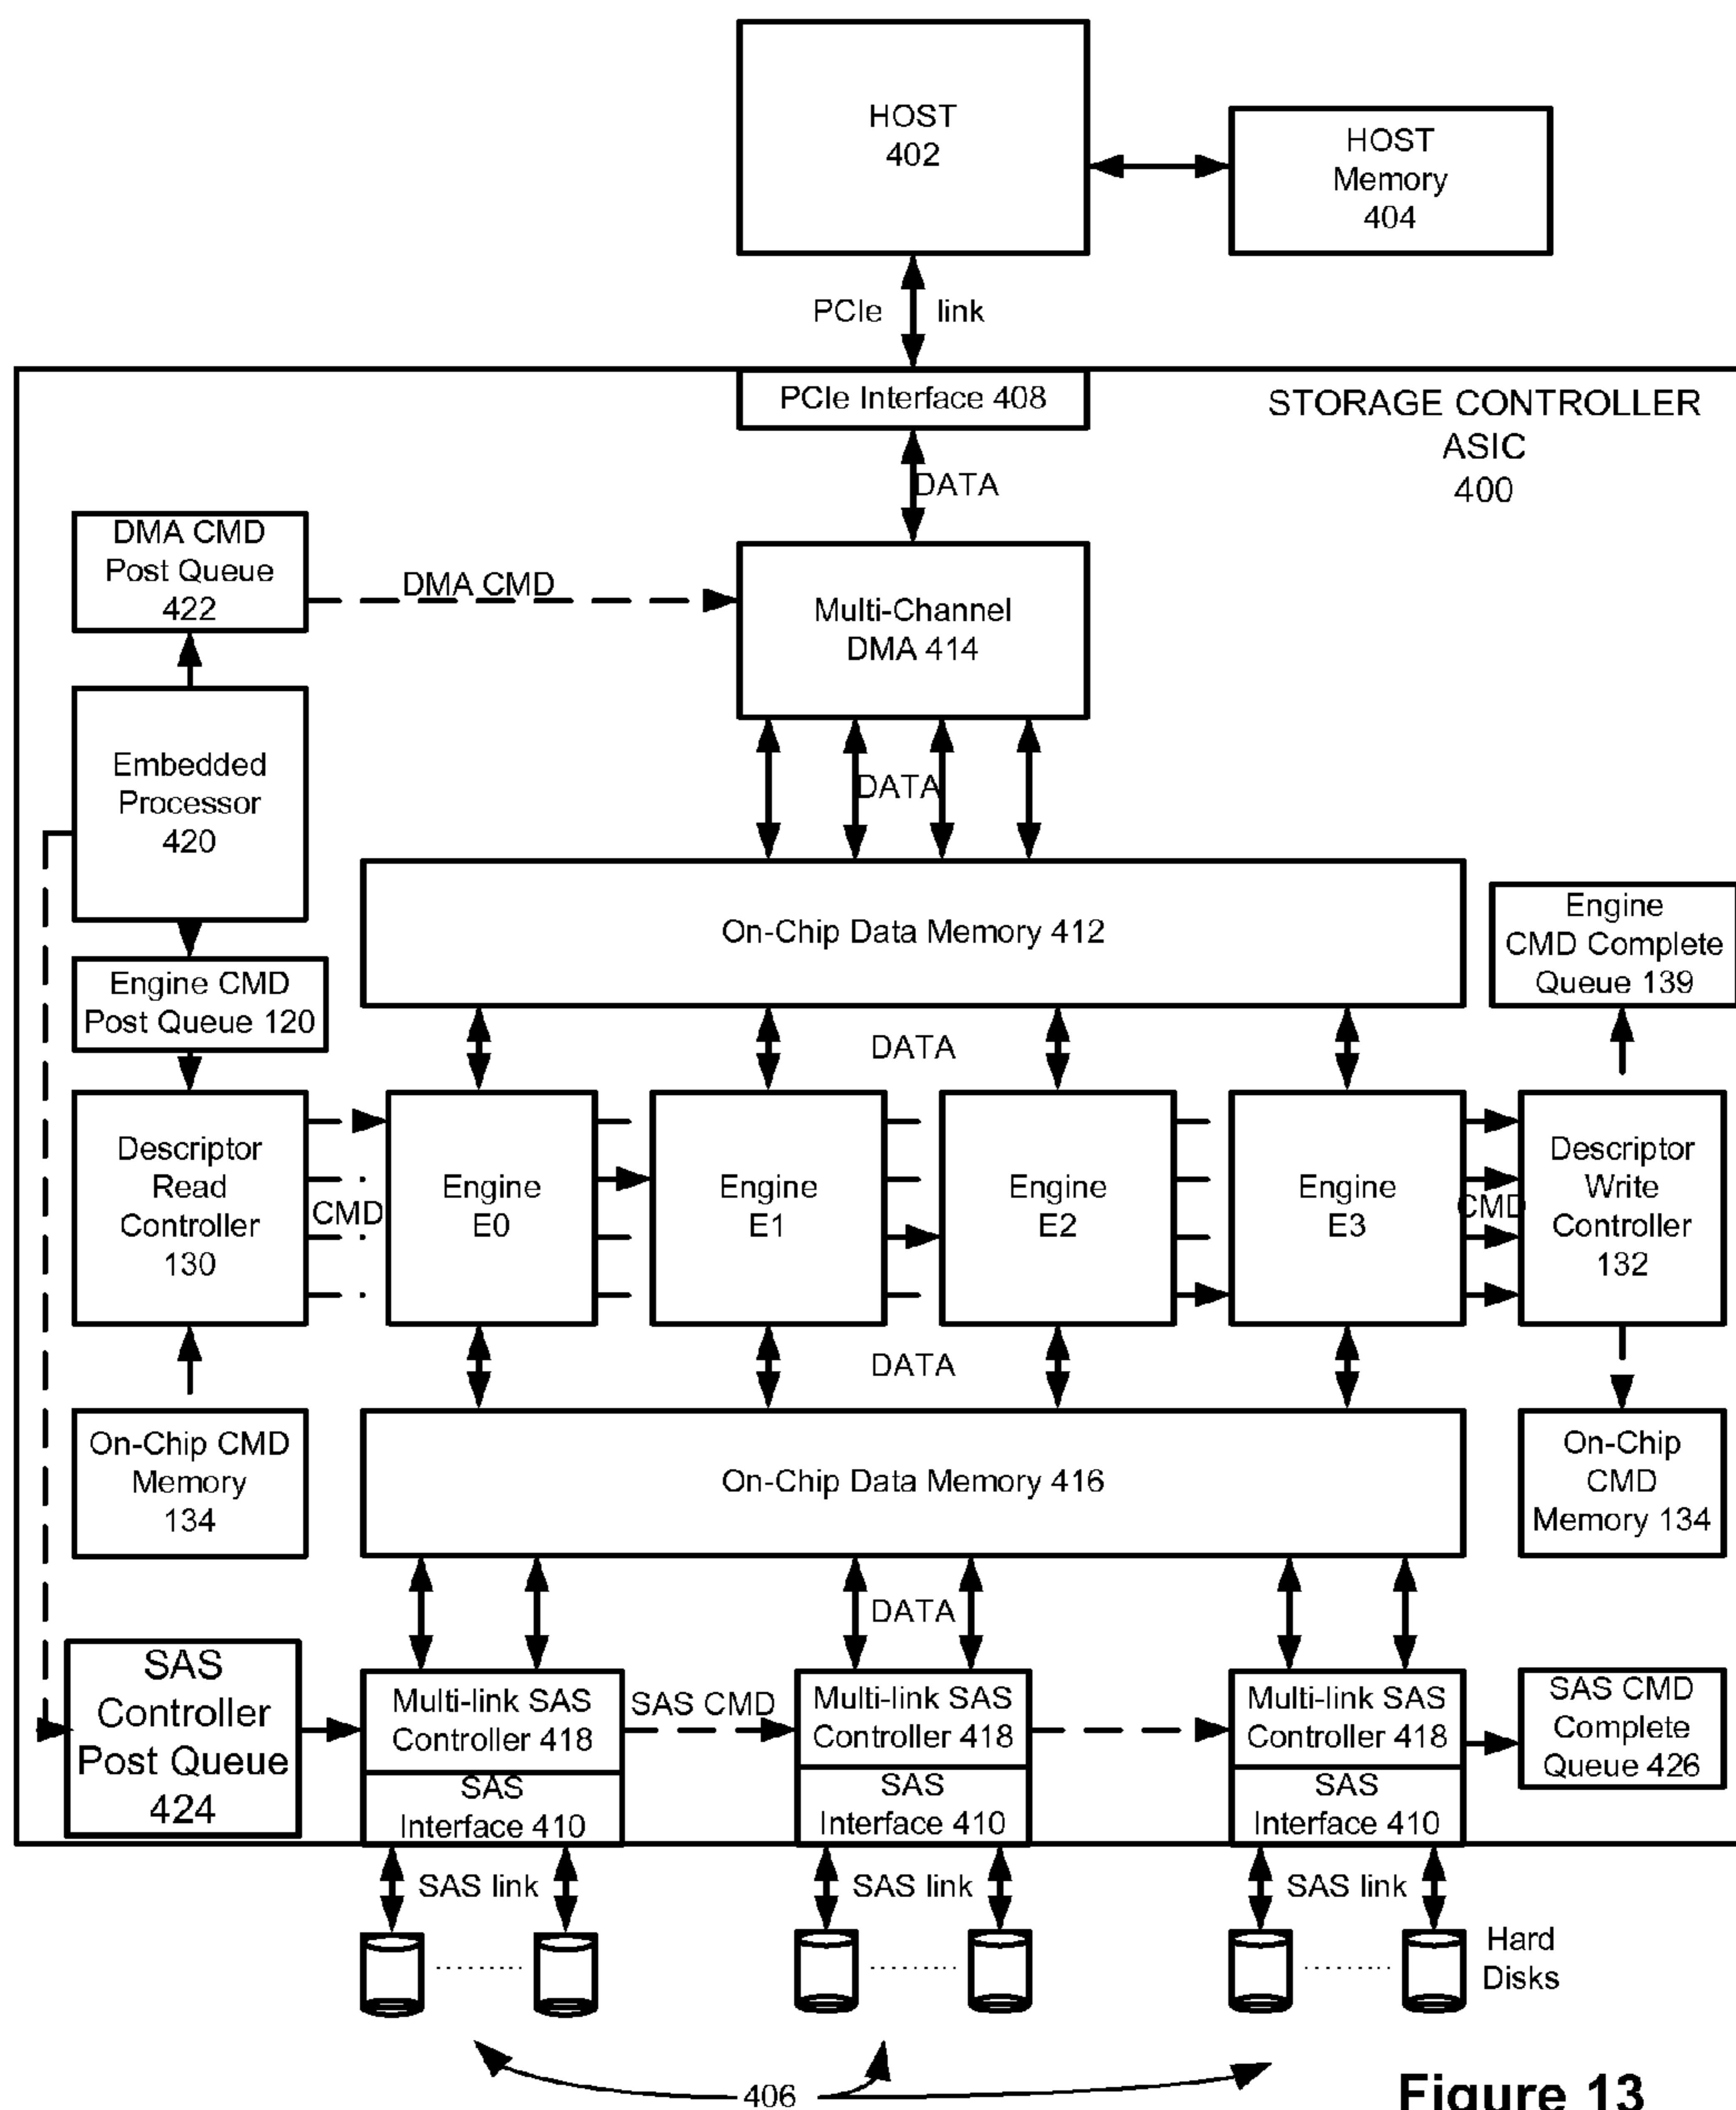 HOST
402
HOST
Memory
404
PCIe link
PCIe Interface 408
STORAGE CONTROLLER
ASIC
400
DATA
DMA CMD
Post Queue
422
DMA CMD
Multi-Channel
DMA 414
Embedded
Processor
420
DATA
On-Chip Data Memory 412
Engine
CMD Complete
Queue 139
Engine CMD
Post Queue 120
DATA
Descriptor
Read
Controller
130
CMD
Engine
E0
Engine
E1
Engine
E2
Engine
E3
CMD
Descriptor
Write
Controller
132
DATA
On-Chip CMD
Memory
134
On-Chip Data Memory 416
On-Chip
CMD
Memory 134
DATA
SAS
Controller
Post Queue
424
Multi-link SAS
Controller 418
SAS
Interface 410
SAS CMD
Multi-link SAS
Controller 418
SAS
Interface 410
Multi-link SAS
Controller 418
SAS
Interface 410
SAS CMD
Complete
Queue 426
SAS link
SAS link
SAS link
Hard
Disks
406
Figure 13